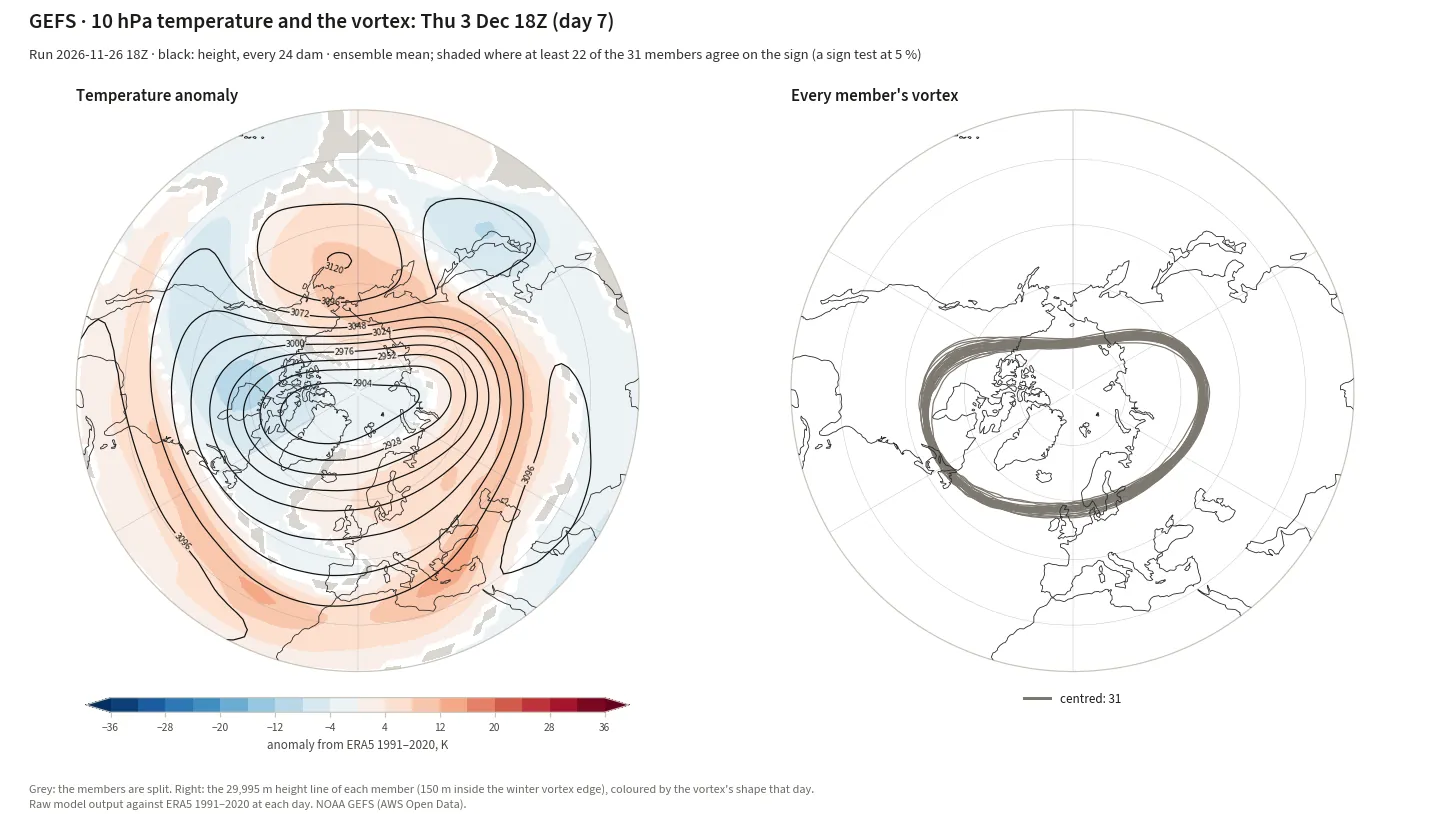 GEFS · 10 hPa temperature and the vortex: Thu 3 Dec 18Z (day 7)
Run 2026-11-26 18Z · black: height, every 24 dam · ensemble mean; shaded where at least 22 of the 31 members agree on the sign (a sign test at 5 %)
Temperature anomaly
Every member's vortex
3120
3096
3072
3048
3024
3000
2976
2952
2904
2928
3096
3096
centred: 31
−36 −28 −20 −12 −4 4 12 20 28 36
anomaly from ERA5 1991–2020, K
Grey: the members are split. Right: the 29,995 m height line of each member (150 m inside the winter vortex edge), coloured by the vortex's shape that day.
Raw model output against ERA5 1991–2020 at each day. NOAA GEFS (AWS Open Data).